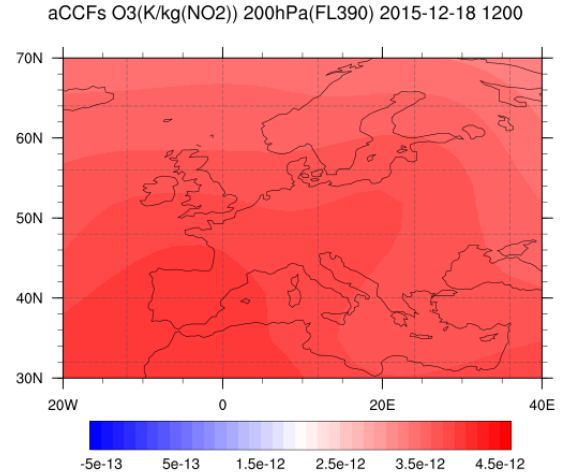 aCCFs O3(K/kg(NO2)) 200hPa(FL390) 2015-12-18 1200
70N
60N
50N
40N
30N
20W 0 20E 40E
-5e-13 5e-13 1.5e-12 2.5e-12 3.5e-12 4.5e-12